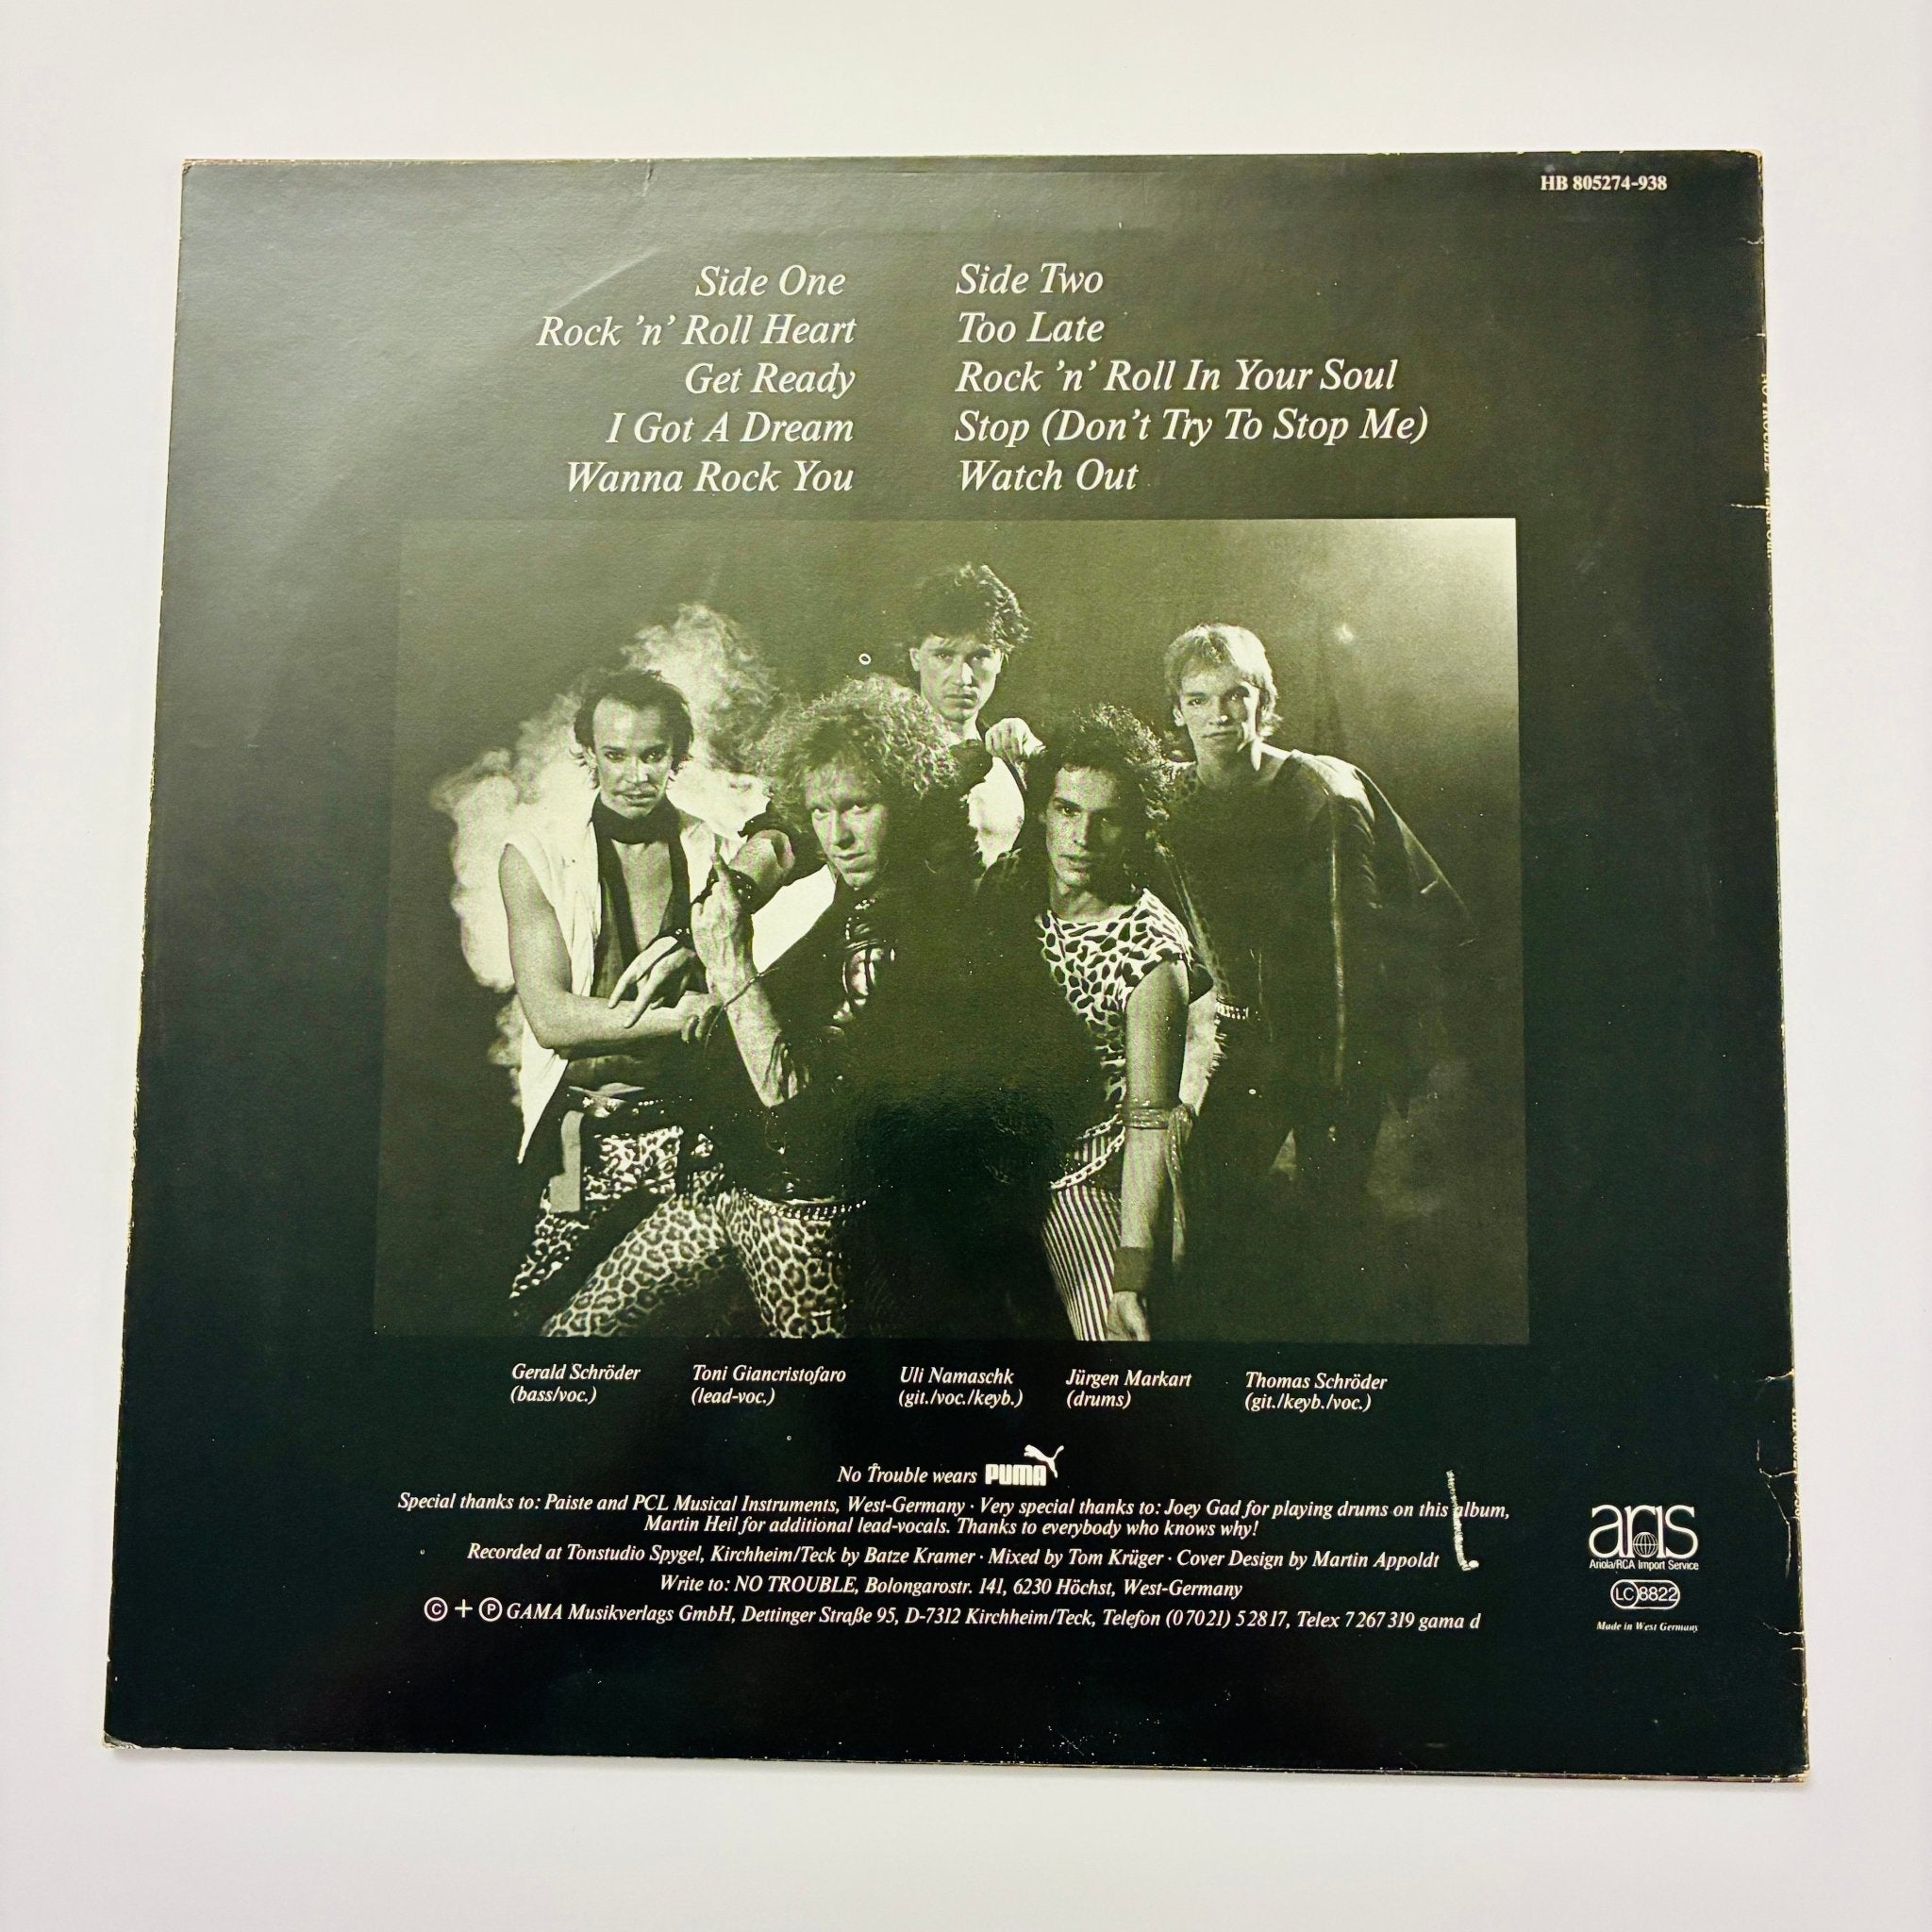 HB 805274-938
Side One
Rock 'n' Roll Heart
Get Ready
I Got A Dream
Wanna Rock You
Side Two
Too Late
Rock 'n' Roll In Your Soul
Stop (Don't Try To Stop Me)
Watch Out
Gerald Schröder
(bass/voc.)
Toni Giancristofaro
(lead-voc.)
Uli Namaschk
(git./voc./keyb.)
Jürgen Markart
(drums)
Thomas Schröder
(git./keyb./voc.)
No Trouble wears PUMA
Special thanks to: Paiste and PCL Musical Instruments, West-Germany · Very special thanks to: Joey Gad for playing drums on this album,
Martin Heil for additional lead-vocals. Thanks to everybody who knows why!
Recorded at Tonstudio Spygel, Kirchheim/Teck by Batze Kramer · Mixed by Tom Krüger · Cover Design by Martin Appoldt
Write to: NO TROUBLE, Bolongarostr. 141, 6230 Höchst, West-Germany
© + ℗ GAMA Musikverlags GmbH, Dettinger Straße 95, D-7312 Kirchheim/Teck, Telefon (07021) 52817, Telex 7267319 gama d
aris
Ariola/RCA Import Service
LC 8822
Made in West Germany